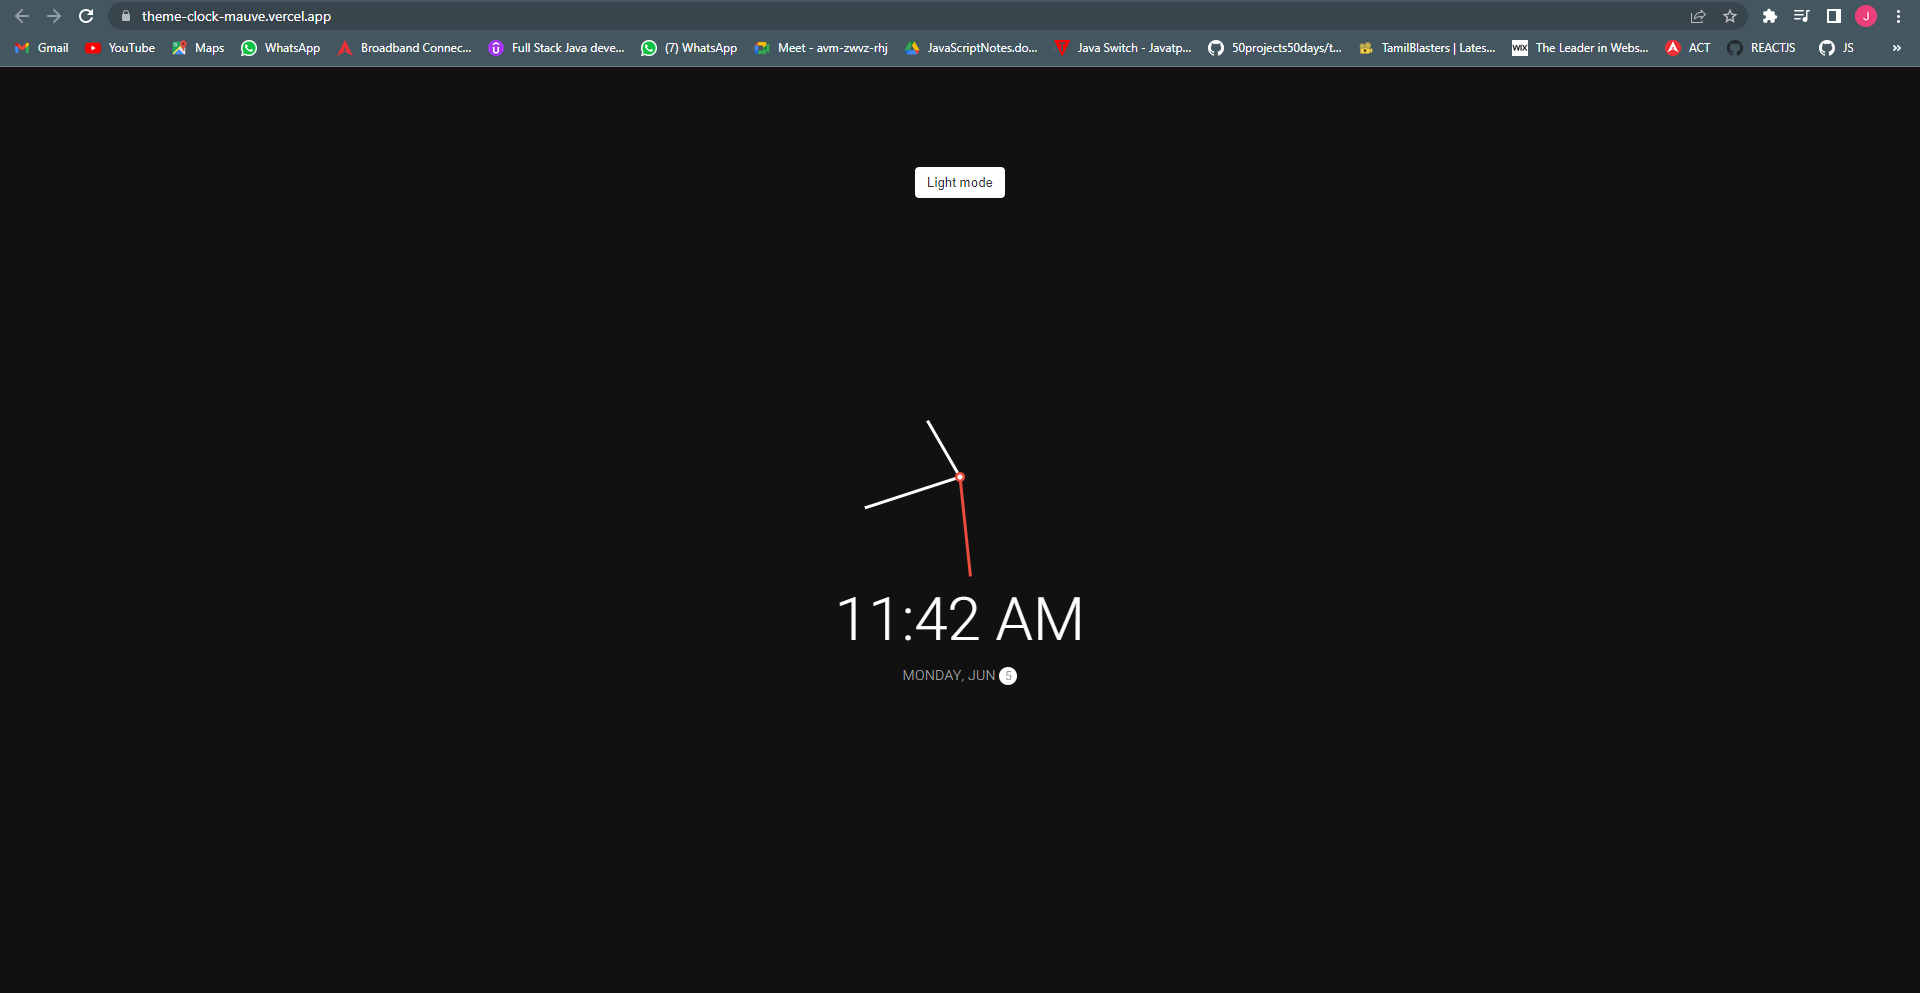 theme-clock-mauve.vercel.app
J
Gmail YouTube Maps WhatsApp Broadband Connec... Full Stack Java deve... (7) WhatsApp Meet - avm-zwvz-rhj JavaScriptNotes.do... Java Switch - Javatp... 50projects50days/t... TamilBlasters | Lates... WIX The Leader in Webs... ACT REACTJS JS »
Light mode
11:42 AM
MONDAY, JUN 5